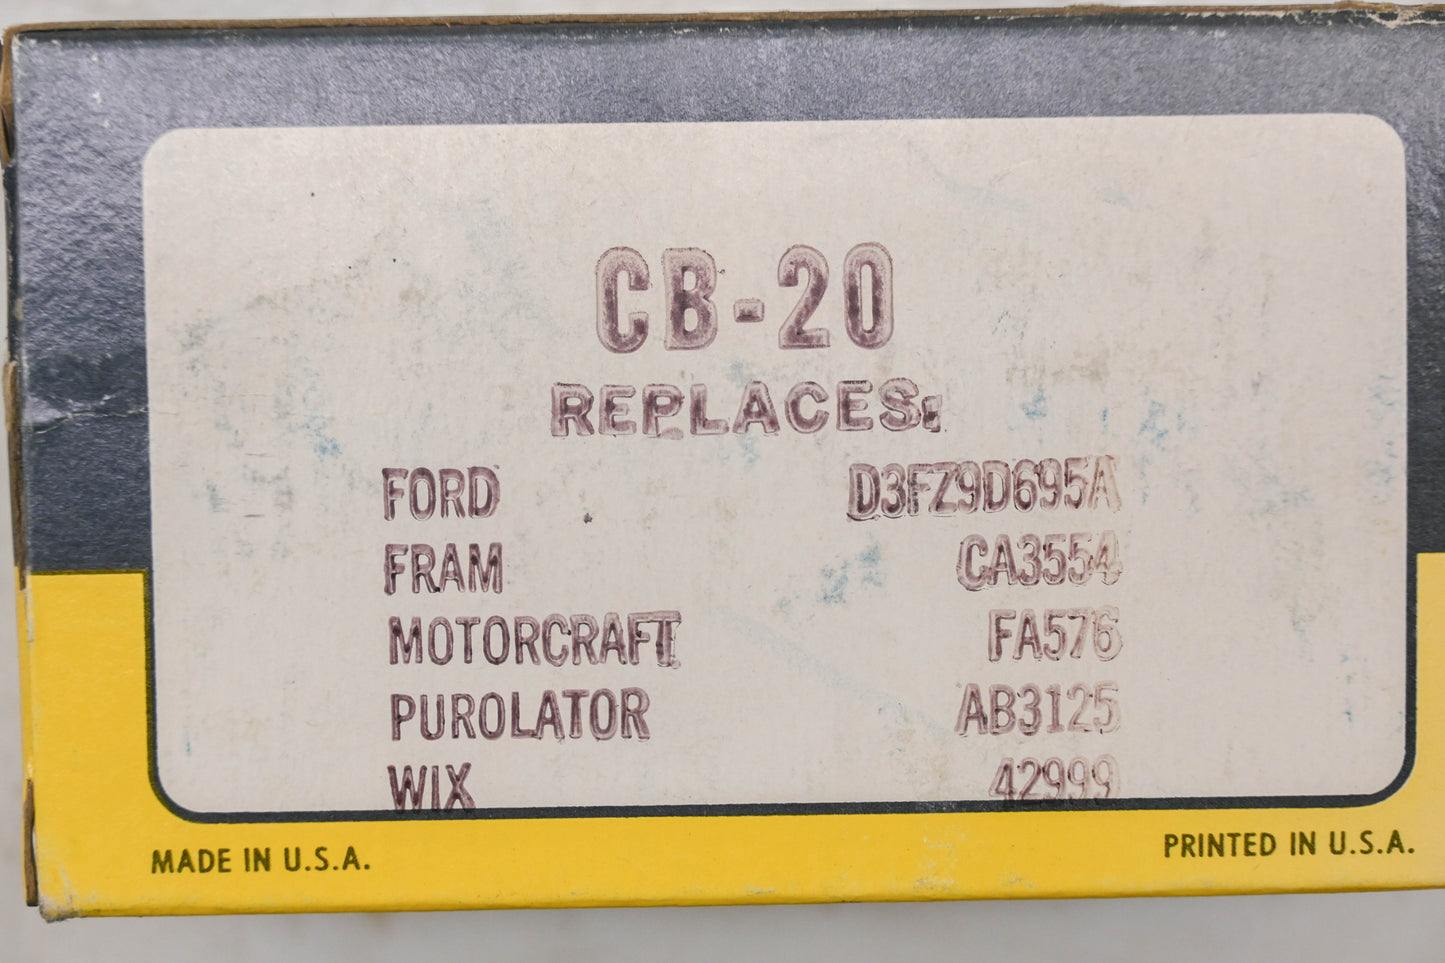 CB-20
REPLACES:
FORD D3FZ9D695A
FRAM CA3554
MOTORCRAFT FA576
PUROLATOR AB3125
WIX 42999
MADE IN U.S.A. PRINTED IN U.S.A.